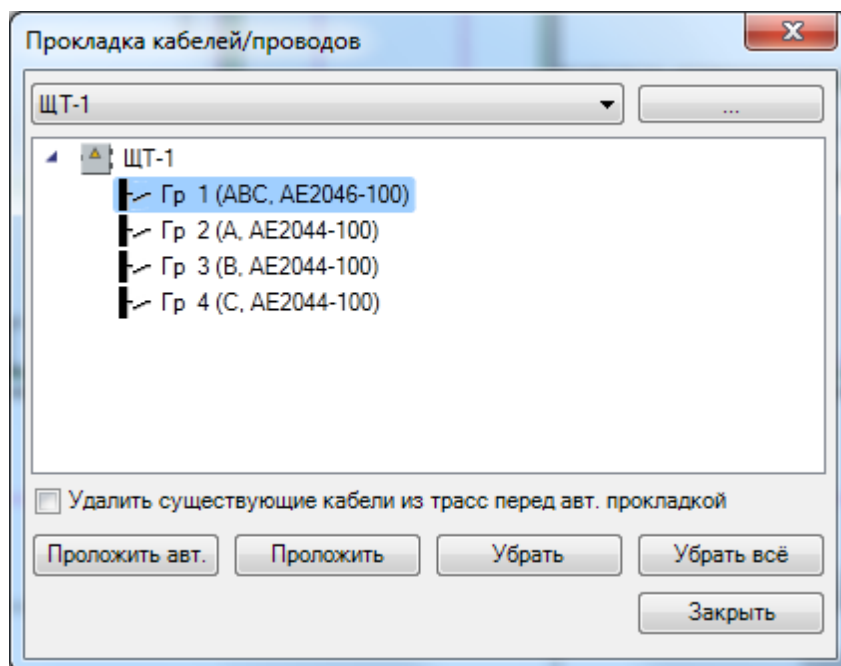 Прокладка кабелей/проводов
ЩТ-1
...
ЩТ-1
Гр 1 (ABC, AE2046-100)
Гр 2 (A, AE2044-100)
Гр 3 (B, AE2044-100)
Гр 4 (C, AE2044-100)
Удалить существующие кабели из трасс перед авт. прокладкой
Проложить авт. Проложить Убрать Убрать всё
Закрыть